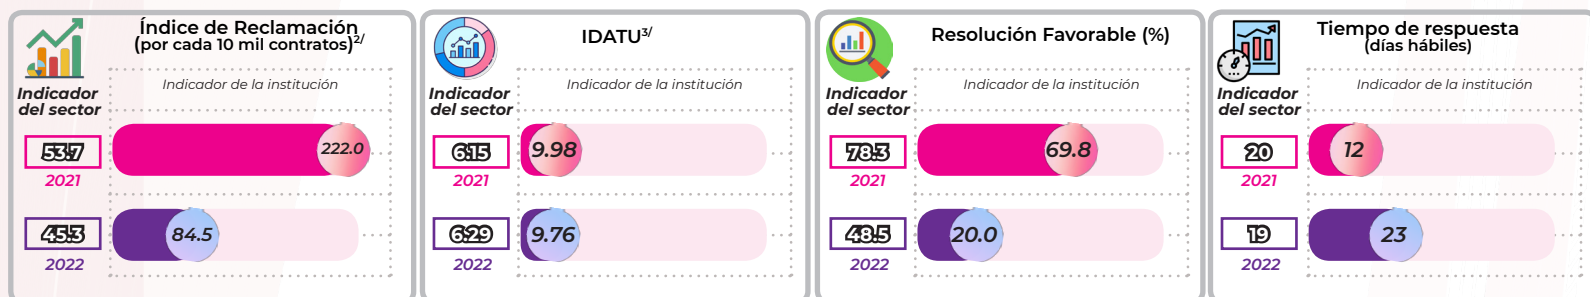 Índice de Reclamación
(por cada 10 mil contratos)2/
Indicador de la institución
Indicador
del sector
53.7
222.0
2021
45.3
84.5
2022
IDATU3/
Indicador de la institución
Indicador
del sector
6.15
9.98
2021
6.29
9.76
2022
Resolución Favorable (%)
Indicador de la institución
Indicador
del sector
78.3
69.8
2021
48.5
20.0
2022
Tiempo de respuesta
(días hábiles)
Indicador de la institución
Indicador
del sector
20
12
2021
19
23
2022